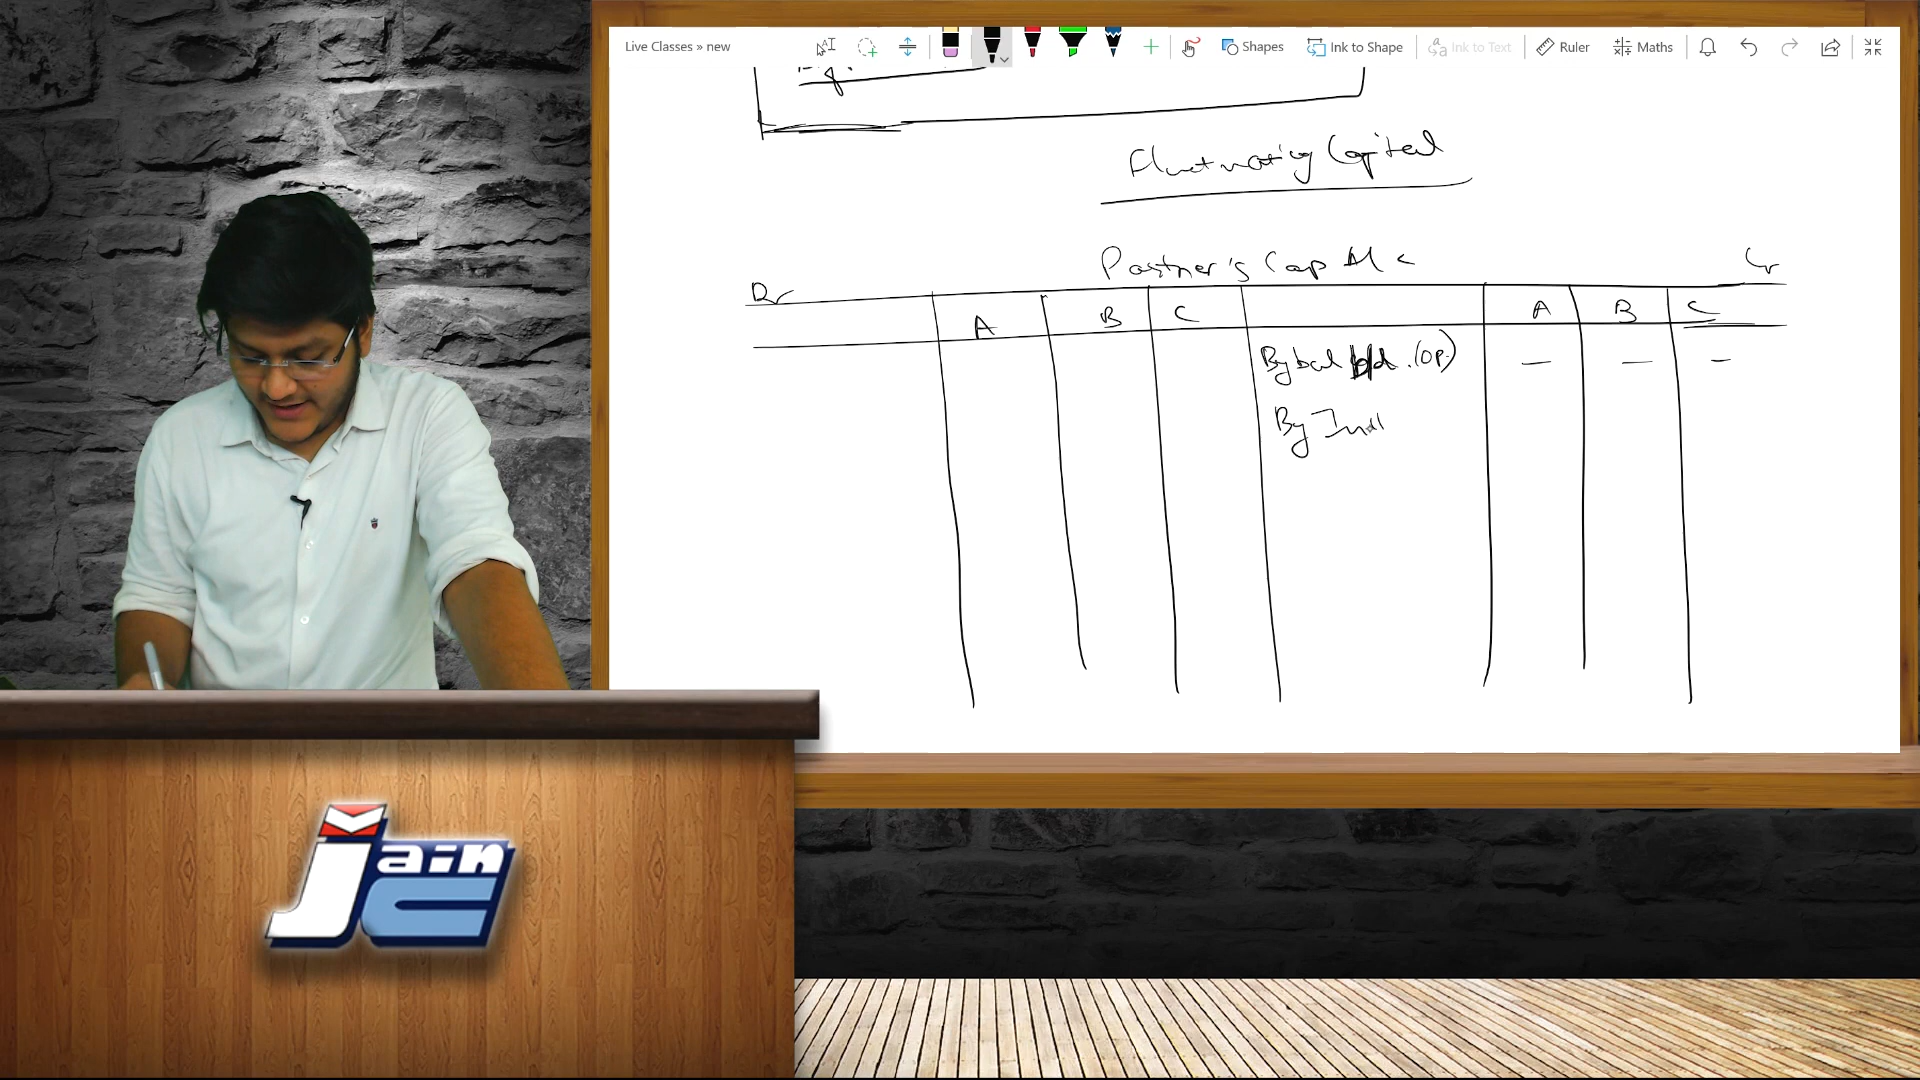 Live Classes » new
Shapes
Ink to Shape
Ink to Text
Ruler
Maths
Fluctuating Capital
Partner's Cap A/c
Dr
Cr
A B C A B C
By bal b/d. (OP.)
By
Jain
C